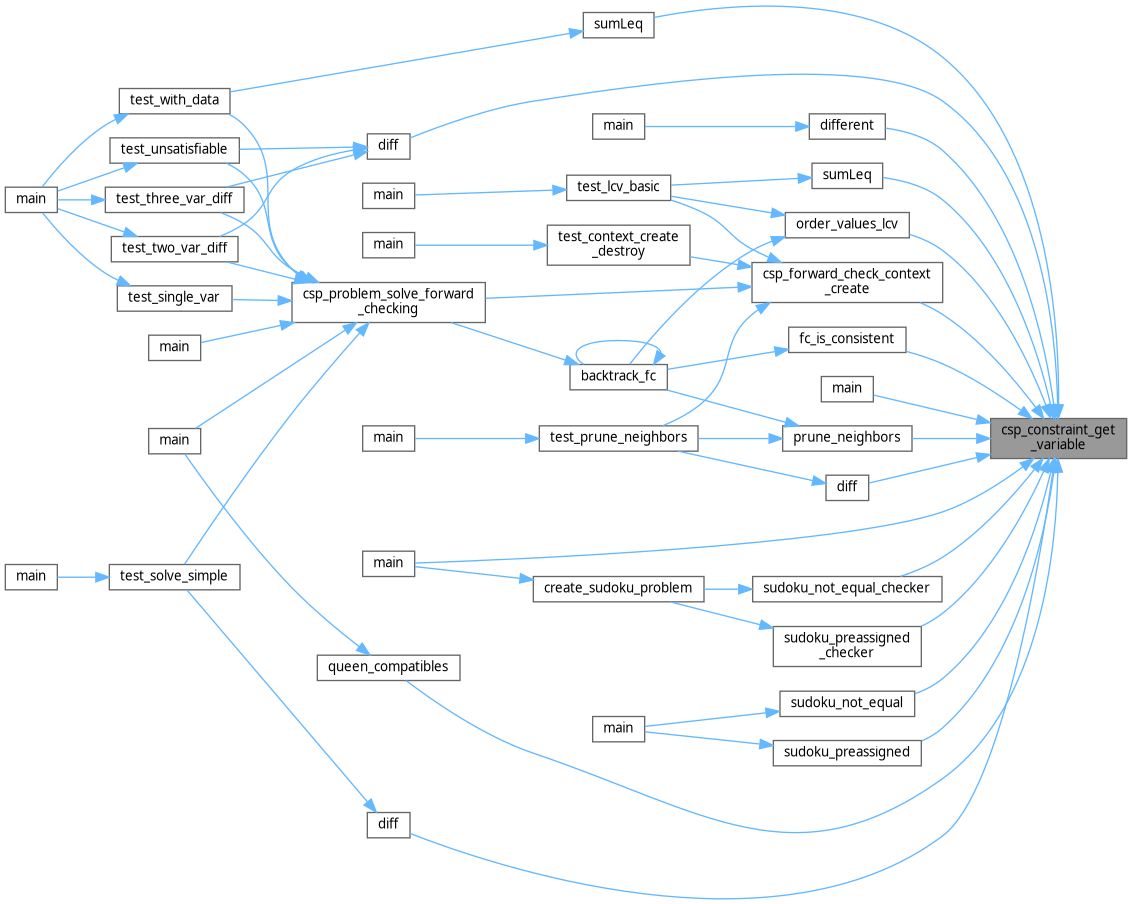 sumLeq
test_with_data
main
different
diff
test_unsatisfiable
sumLeq
test_lcv_basic
main
main
test_three_var_diff
order_values_lcv
test_context_create
_destroy
main
test_two_var_diff
csp_forward_check_context
_create
test_single_var
csp_problem_solve_forward
_checking
fc_is_consistent
main
backtrack_fc
main
csp_constraint_get
_variable
main
main
test_prune_neighbors
prune_neighbors
diff
main
main
test_solve_simple
create_sudoku_problem
sudoku_not_equal_checker
sudoku_preassigned
_checker
queen_compatibles
sudoku_not_equal
main
sudoku_preassigned
diff